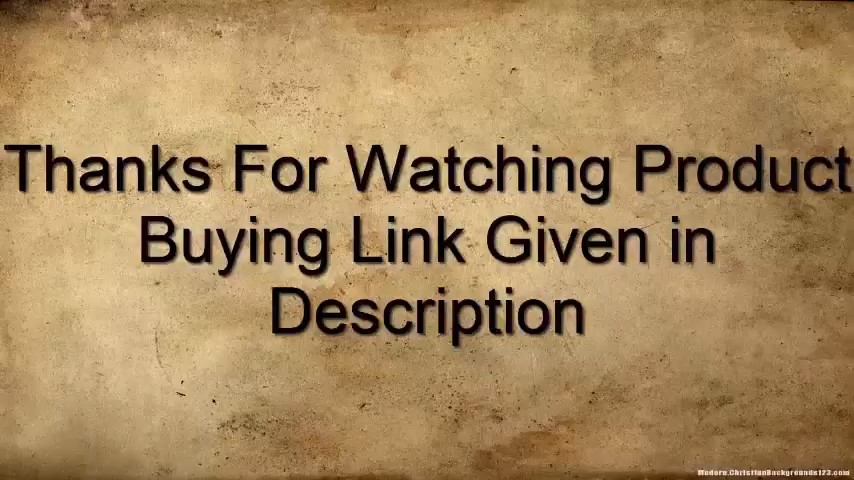 Thanks For Watching Product
Buying Link Given in
Description
Modern.ChristianBackgrounds123.com